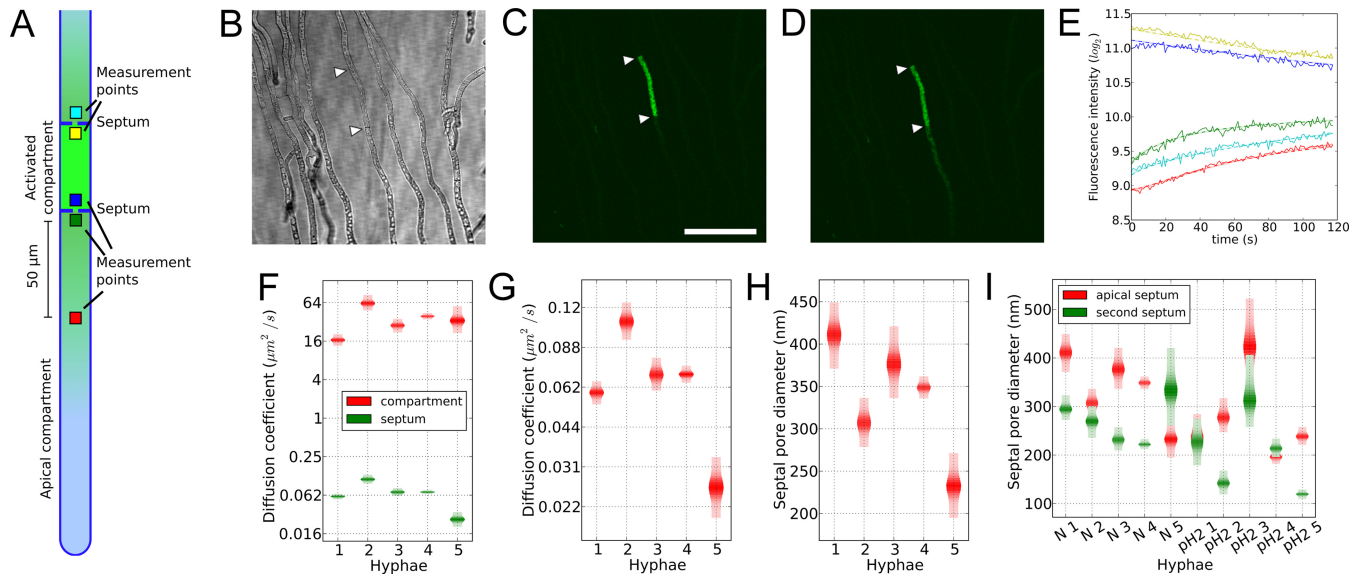 A
Measurement
points
Septum
Septum
Measurement
points
Activated
compartment
50 µm
Apical compartment
B
C
D
E
Fluorescence intensity (log2)
11.5
11.0
10.5
10.0
9.5
9.0
8.5
0 20 40 60 80 100 120
time (s)
F
Diffusion coefficient (μm² /s)
64
16
4
1
0.25
0.062
0.016
compartment
septum
1 2 3 4 5
Hyphae
G
Diffusion coefficient (μm² /s)
0.12
0.088
0.062
0.044
0.031
0.022
1 2 3 4 5
Hyphae
H
Septal pore diameter (nm)
450
400
350
300
250
200
1 2 3 4 5
Hyphae
I
Septal pore diameter (nm)
apical septum
second septum
500
400
300
200
100
N 1 N 2 N 3 N 4 N 5 pH2 1 pH2 2 pH2 3 pH2 4 pH2 5
Hyphae